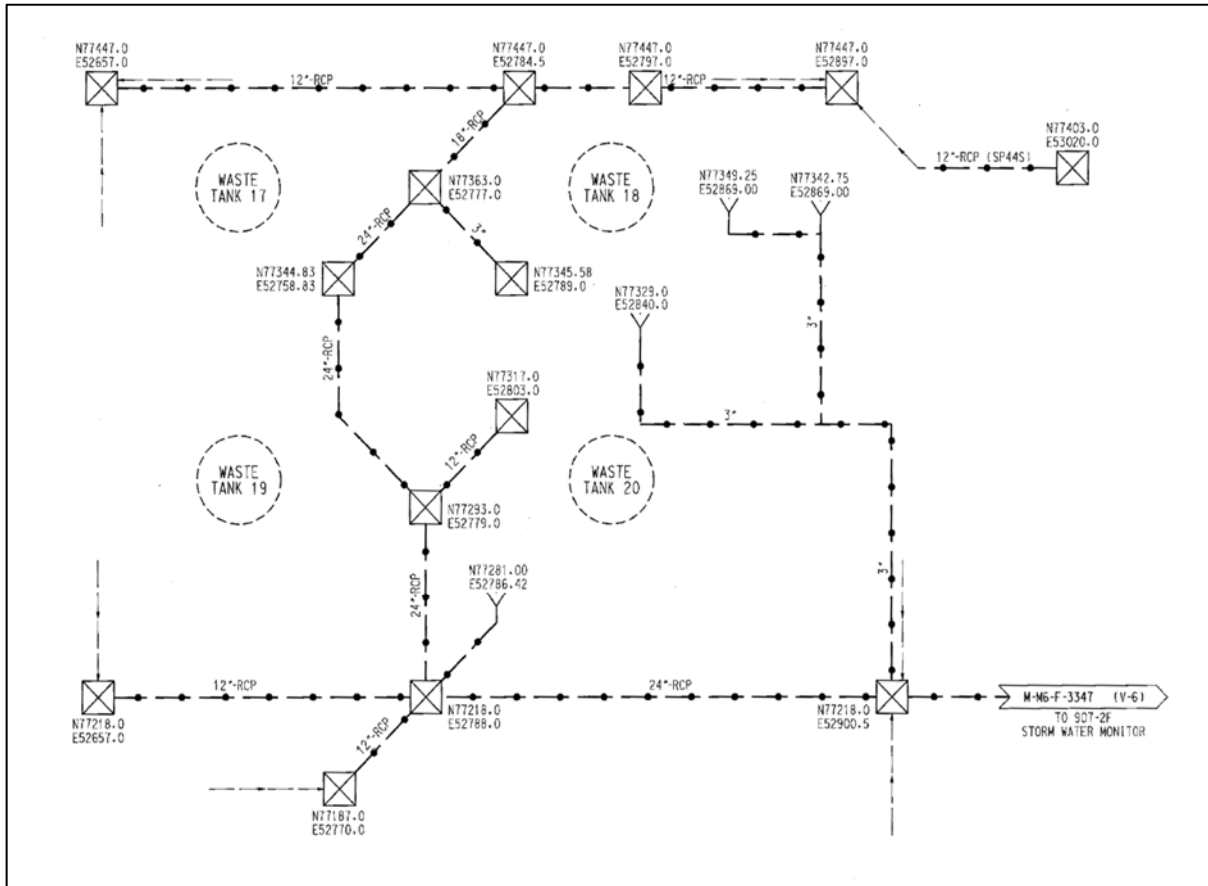 N77447.0
E52657.0
12"-RCP
N77447.0
E52784.5
N77447.0
E52797.0
12"-RCP
N77447.0
E52897.0
18"-RCP
N77403.0
E53020.0
12"-RCP (SP44S)
WASTE
TANK 17
N77363.0
E52777.0
WASTE
TANK 18
N77349.25
E52869.00
N77342.75
E52869.00
24"-RCP
3"
N77344.83
E52758.83
N77345.58
E52789.0
N77329.0
E52840.0
3"
24"-RCP
N77317.0
E52803.0
3"
12"-RCP
WASTE
TANK 19
WASTE
TANK 20
N77293.0
E52779.0
N77281.00
E52786.42
24"-RCP
3"
12"-RCP
24"-RCP
N77218.0
E52657.0
N77218.0
E52788.0
N77218.0
E52900.5
M-M6-F-3347 (V-6)
TO 907-2F
STORM WATER MONITOR
12"-RCP
N77187.0
E52770.0